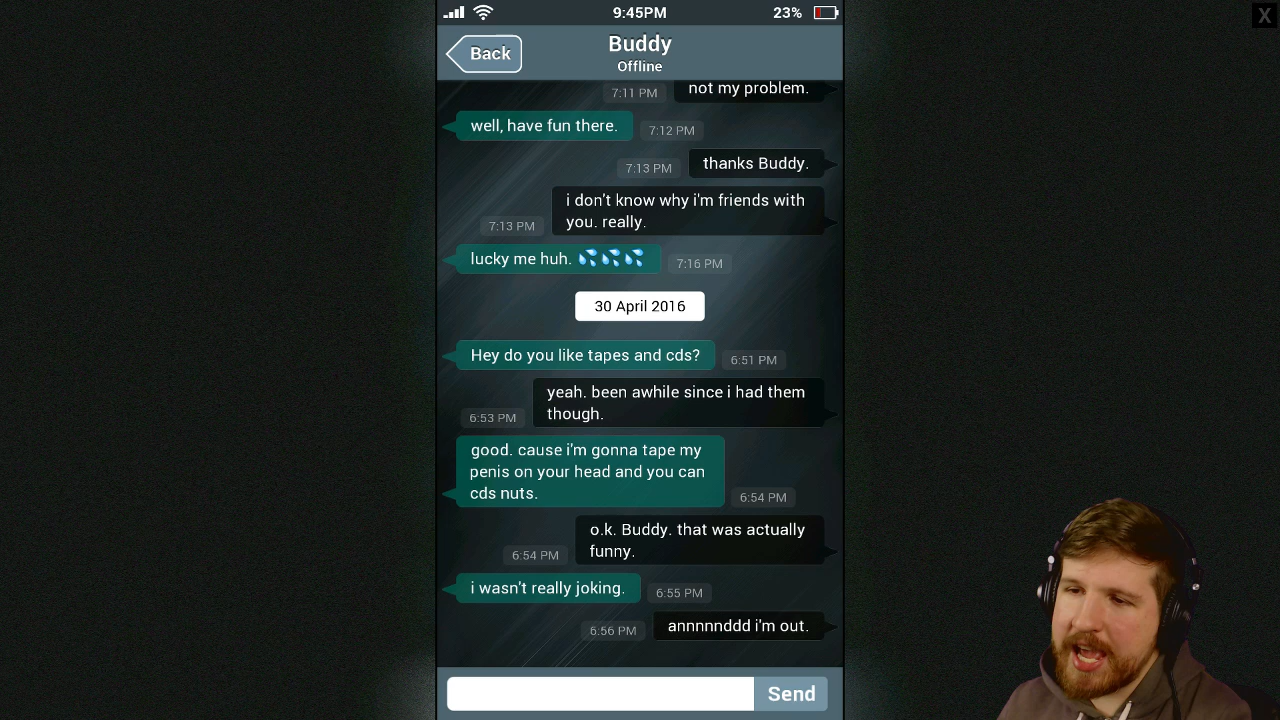 9:45PM
23%
X
Back
Buddy
Offline
not my problem.
7:11 PM
well, have fun there.
7:12 PM
thanks Buddy.
7:13 PM
i don't know why i'm friends with
you. really.
7:13 PM
lucky me huh. 💦💦💦
7:16 PM
30 April 2016
Hey do you like tapes and cds?
6:51 PM
yeah. been awhile since i had them
though.
6:53 PM
good. cause i'm gonna tape my
penis on your head and you can
cds nuts.
6:54 PM
o.k. Buddy. that was actually
funny.
6:54 PM
i wasn't really joking.
6:55 PM
annnnnddd i'm out.
6:56 PM
Send